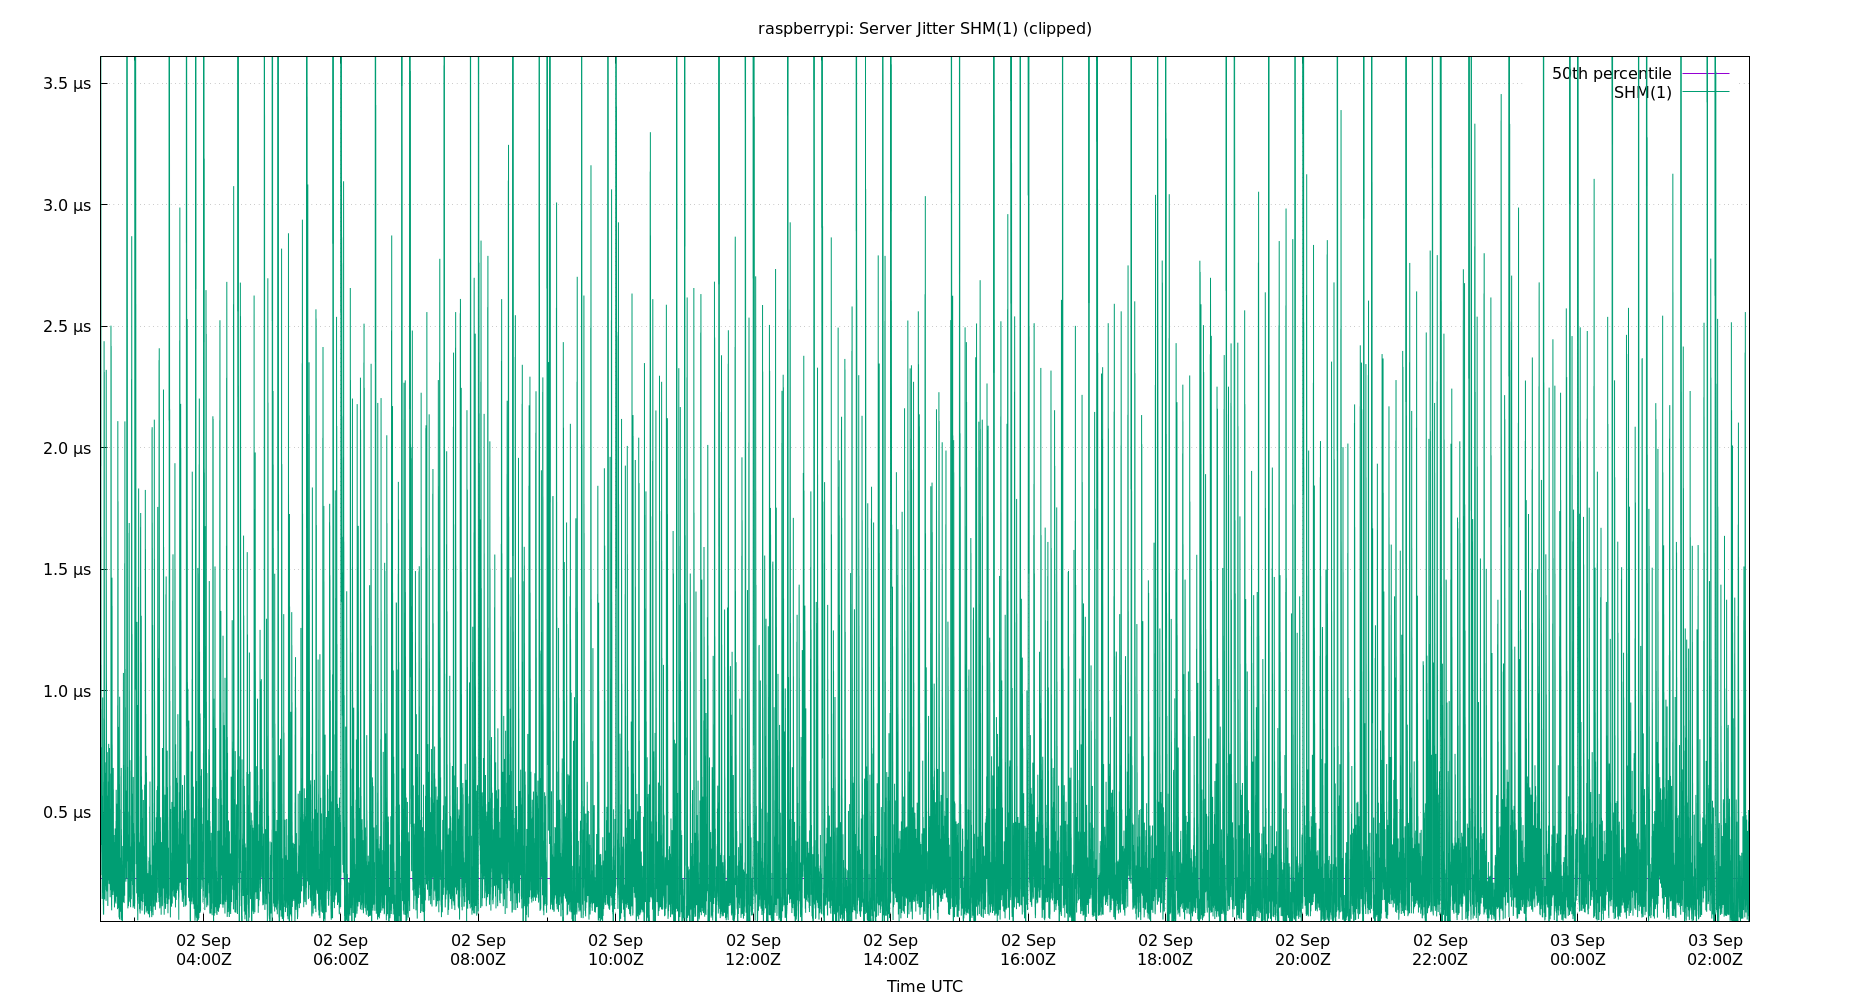 raspberrypi: Server Jitter SHM(1) (clipped)
50th percentile
SHM(1)
3.5 µs
3.0 µs
2.5 µs
2.0 µs
1.5 µs
1.0 µs
0.5 µs
02 Sep 02 Sep 02 Sep 02 Sep 02 Sep 02 Sep 02 Sep 02 Sep 02 Sep 02 Sep 03 Sep 03 Sep
04:00Z 06:00Z 08:00Z 10:00Z 12:00Z 14:00Z 16:00Z 18:00Z 20:00Z 22:00Z 00:00Z 02:00Z
Time UTC